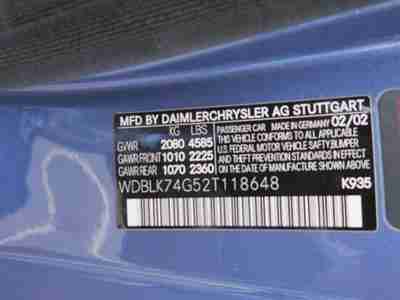 MFD BY DAIMLERCHRYSLER AG STUTTGART
KG LBS PASSENGER CAR MADE IN GERMANY 02/02
GVWR 2080 4585 THIS VEHICLE CONFORMS TO ALL APPLICABLE
GAWR FRONT 1010 2225 U.S. FEDERAL MOTOR VEHICLE SAFETY/BUMPER
GAWR REAR 1070 2360 AND THEFT PREVENTION STANDARDS IN EFFECT
ON THE DATE OF MANUFACTURE SHOWN ABOVE
WDBLK74G52T118648 K935